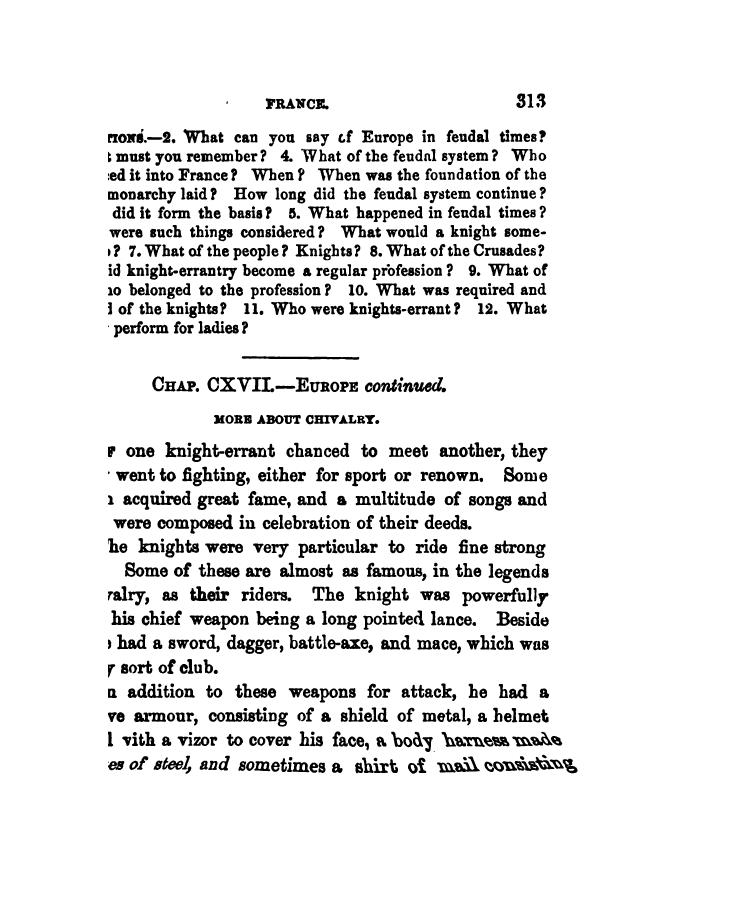 FRANCE. 313
TIONS.—2. What can you say of Europe in feudal times?
t must you remember? 4. What of the feudal system? Who
ed it into France? When? When was the foundation of the
monarchy laid? How long did the feudal system continue?
did it form the basis? 5. What happened in feudal times?
were such things considered? What would a knight some-
? 7. What of the people? Knights? 8. What of the Crusades?
id knight-errantry become a regular profession? 9. What of
o belonged to the profession? 10. What was required and
d of the knights? 11. Who were knights-errant? 12. What
perform for ladies?
CHAP. CXVII.—EUROPE continued.
MORE ABOUT CHIVALRY.
F one knight-errant chanced to meet another, they
went to fighting, either for sport or renown. Some
acquired great fame, and a multitude of songs and
were composed in celebration of their deeds.
he knights were very particular to ride fine strong
Some of these are almost as famous, in the legends
valry, as their riders. The knight was powerfully
his chief weapon being a long pointed lance. Beside
had a sword, dagger, battle-axe, and mace, which was
y sort of club.
n addition to these weapons for attack, he had a
ve armour, consisting of a shield of metal, a helmet
l with a vizor to cover his face, a body harness made
es of steel, and sometimes a shirt of mail consisting